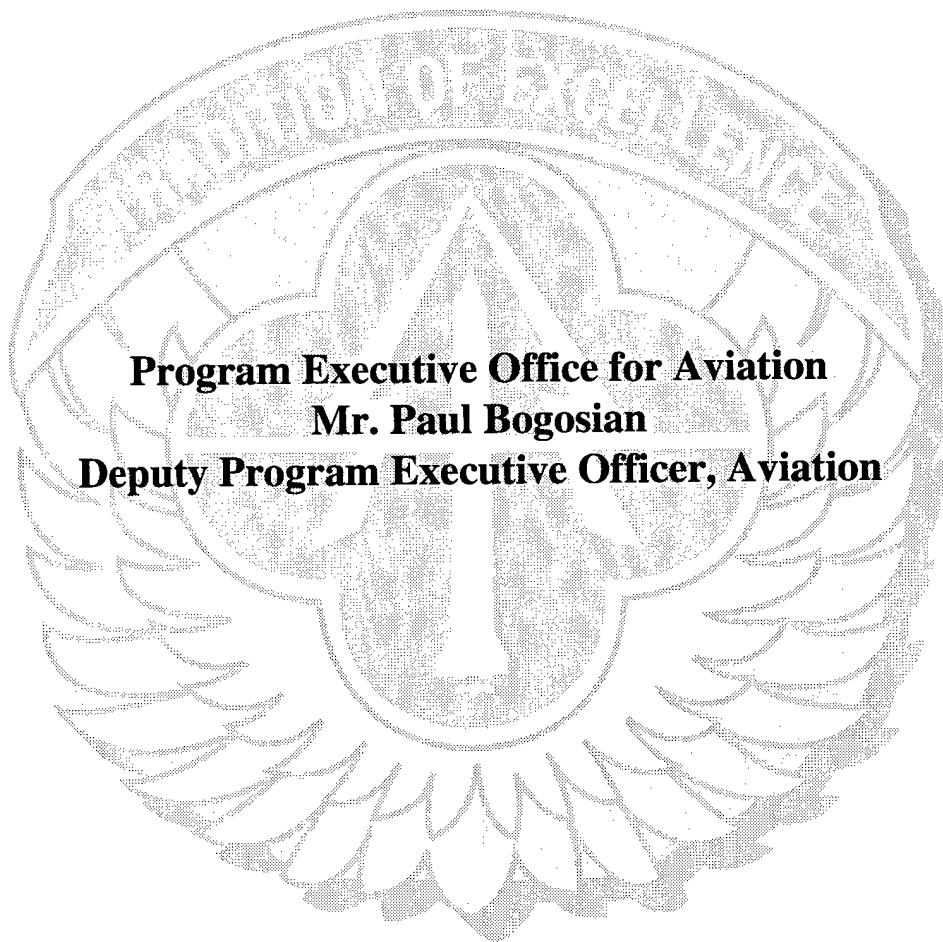 TRADITION OF EXCELLENCE
Program Executive Office for Aviation
Mr. Paul Bogosian
Deputy Program Executive Officer, Aviation